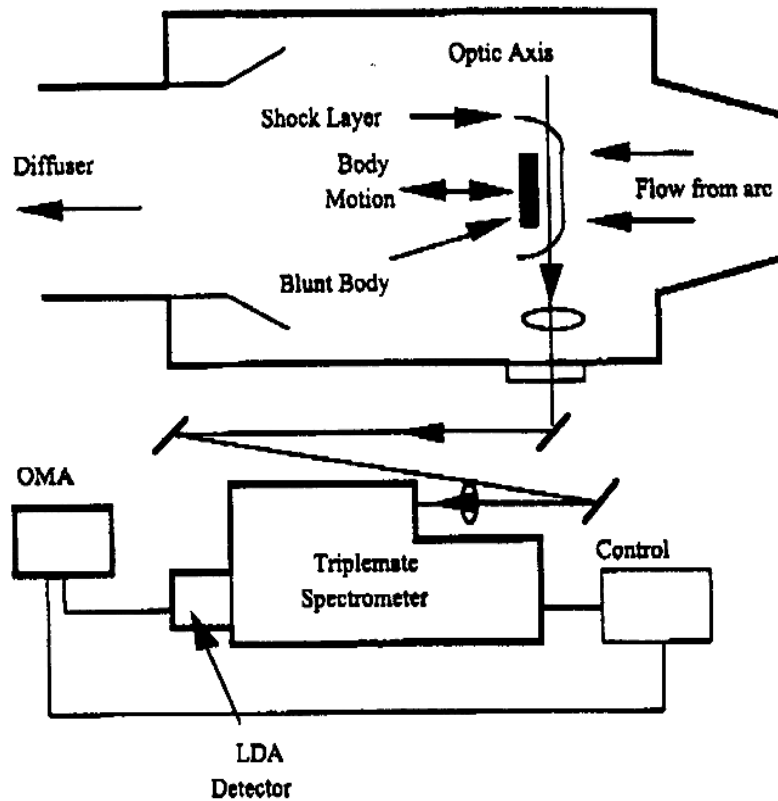 Optic Axis
Shock Layer
Diffuser
Body
Motion
Flow from arc
Blunt Body
OMA
Triplemate
Spectrometer
Control
LDA
Detector